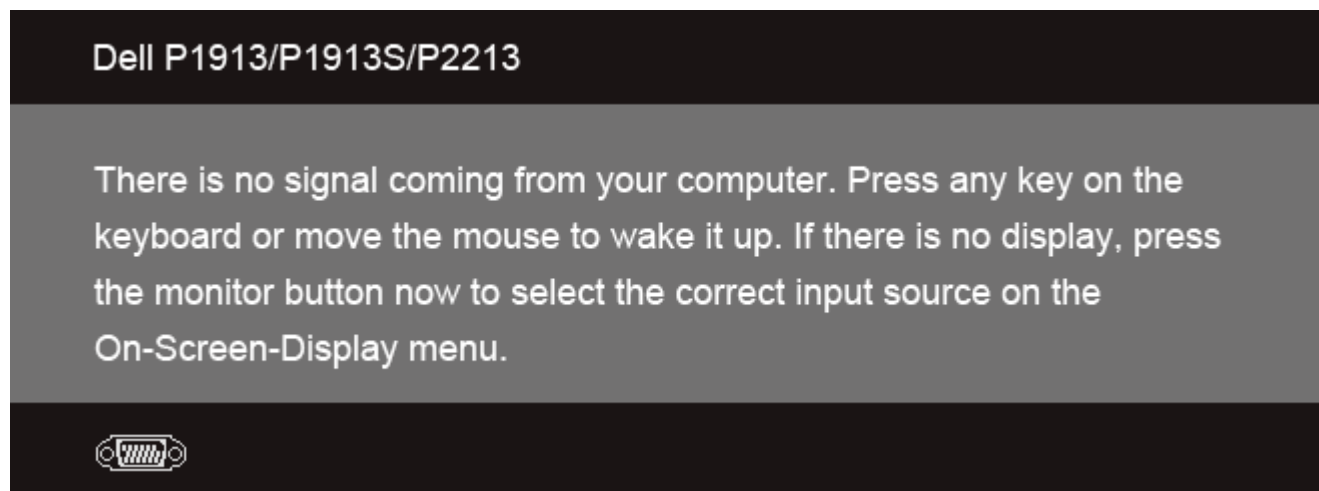 Dell P1913/P1913S/P2213
There is no signal coming from your computer. Press any key on the
keyboard or move the mouse to wake it up. If there is no display, press
the monitor button now to select the correct input source on the
On-Screen-Display menu.